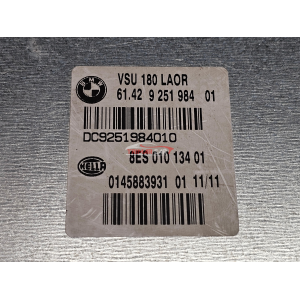 BMW
VSU 180 LAOR
61.42 9 251 984 01
DC9251984010
8ES 010 134 01
HELLA
0145883931 01 11/11